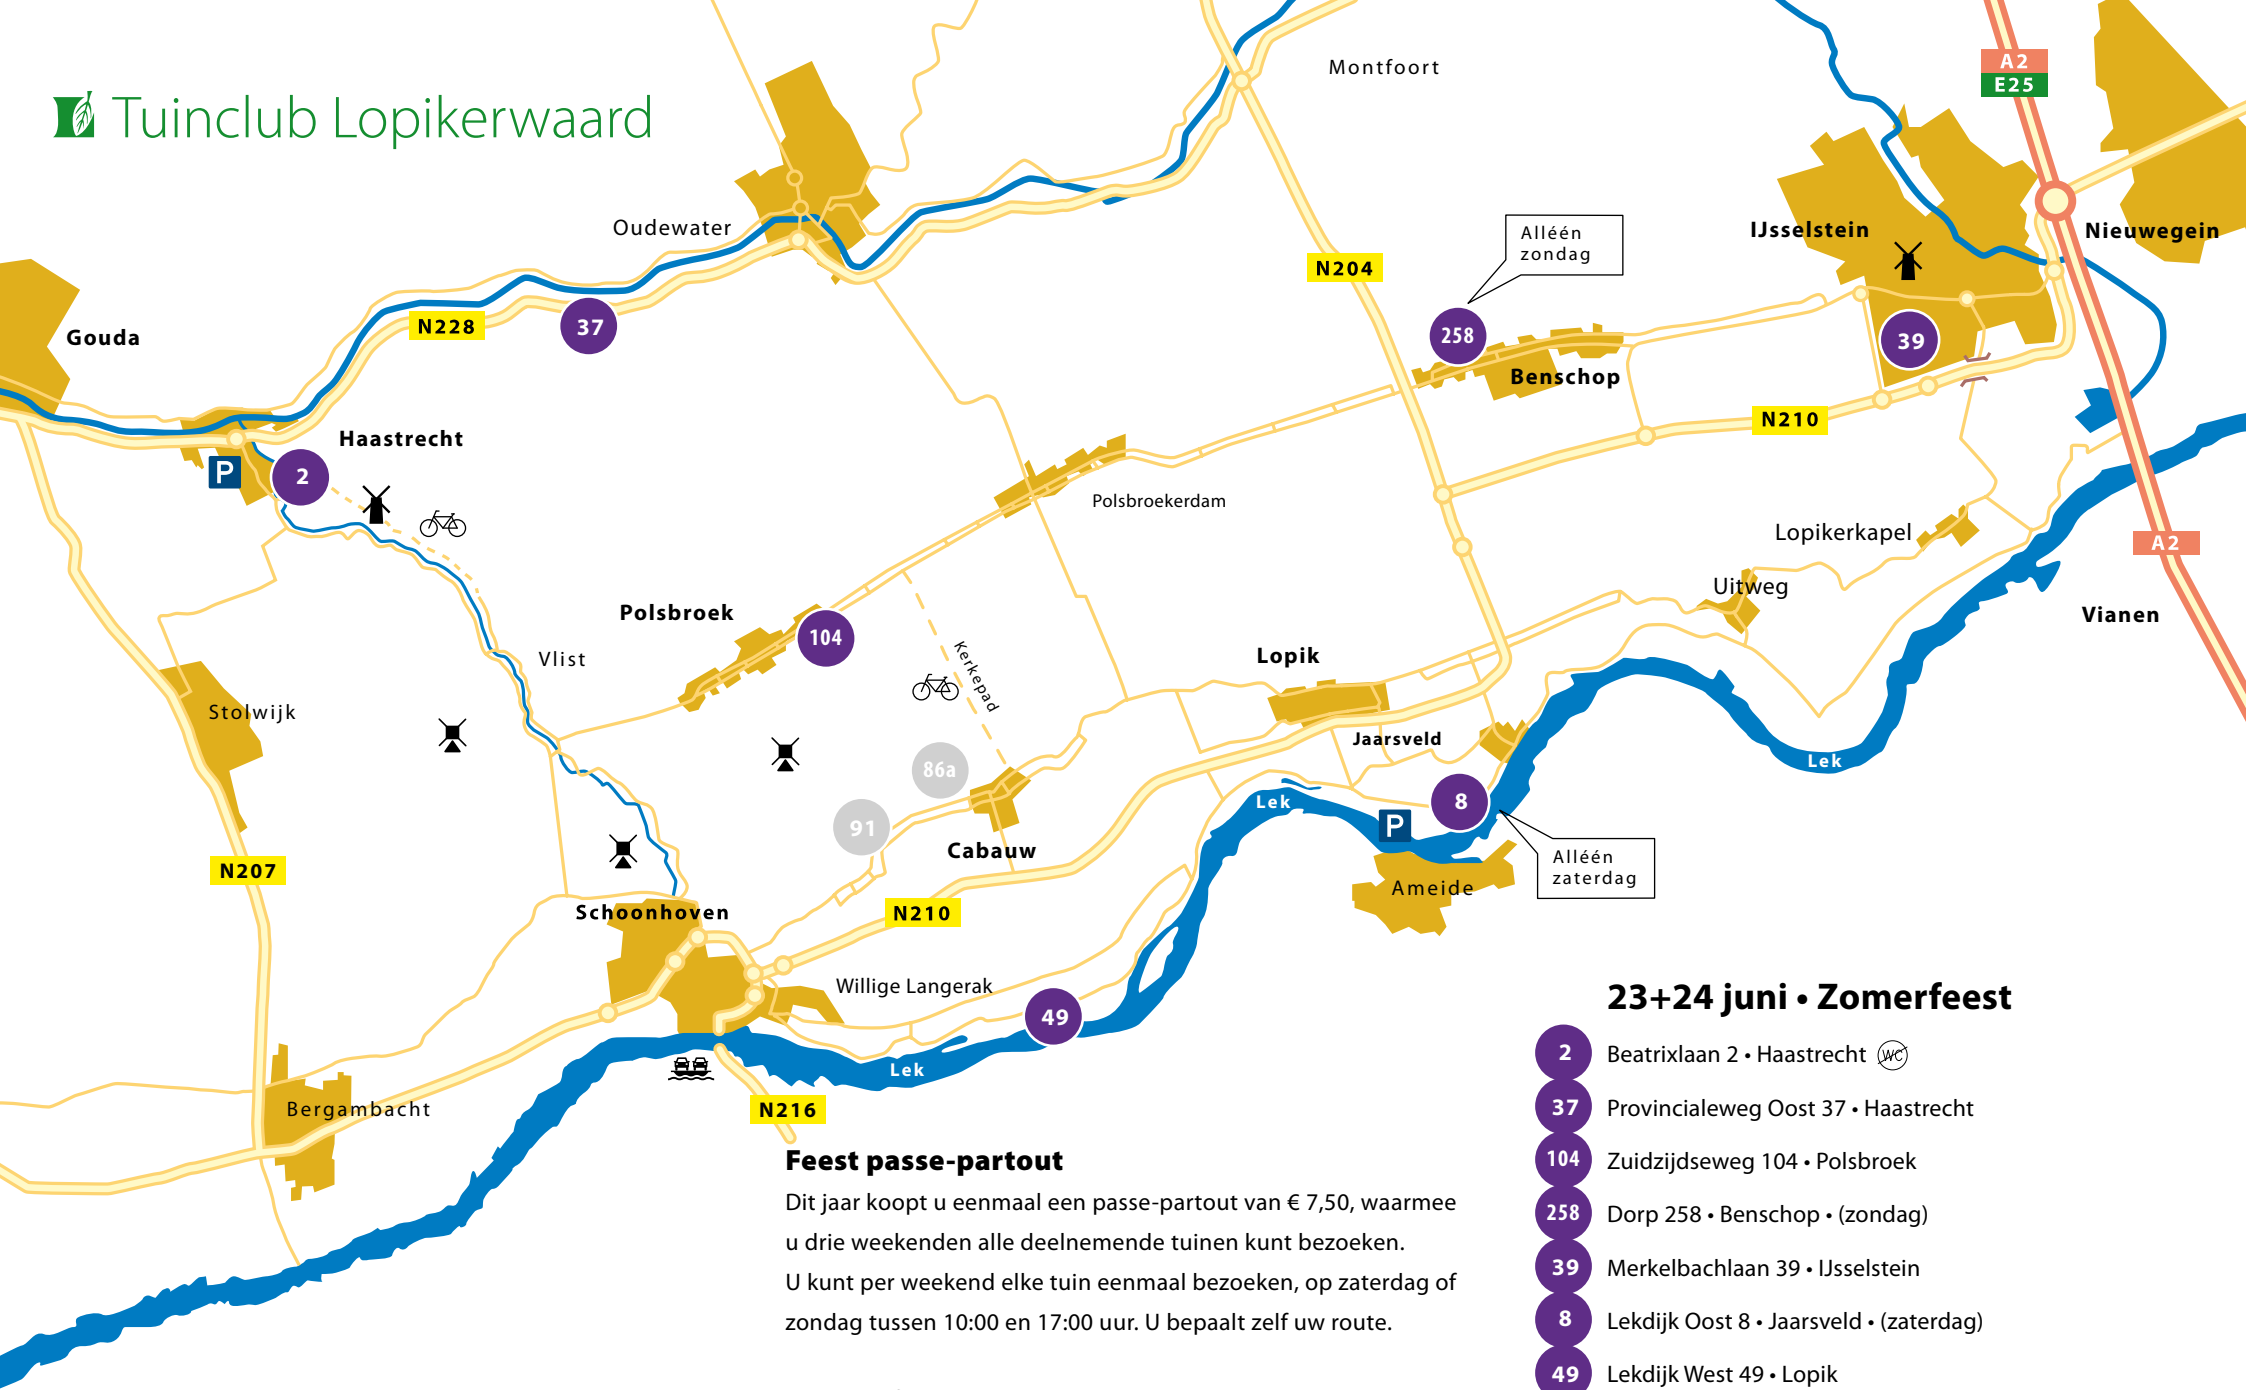 Tuinclub Lopikerwaard
Montfoort
A2
E25
Oudewater
Alléén
zondag
IJsselstein
Nieuwegein
N204
Gouda
N228
37
258
39
Benschop
N210
Haastrecht
P
2
Polsbroekerdam
Lopikerkapel
A2
Uitweg
Vianen
Polsbroek
104
Kerkepad
Vlist
Lopik
Stolwijk
Jaarsveld
Lek
86a
91
Lek
8
P
Cabauw
Alléén
zaterdag
Ameide
N207
Schoonhoven
N210
Willige Langerak
49
Lek
Bergambacht
N216
Feest passe-partout
Dit jaar koopt u eenmaal een passe-partout van € 7,50, waarmee
u drie weekenden alle deelnemende tuinen kunt bezoeken.
U kunt per weekend elke tuin eenmaal bezoeken, op zaterdag of
zondag tussen 10:00 en 17:00 uur. U bepaalt zelf uw route.
23+24 juni • Zomerfeest
2 Beatrixlaan 2 • Haastrecht WC
37 Provincialeweg Oost 37 • Haastrecht
104 Zuidzijdseweg 104 • Polsbroek
258 Dorp 258 • Benschop • (zondag)
39 Merkelbachlaan 39 • IJsselstein
8 Lekdijk Oost 8 • Jaarsveld • (zaterdag)
49 Lekdijk West 49 • Lopik